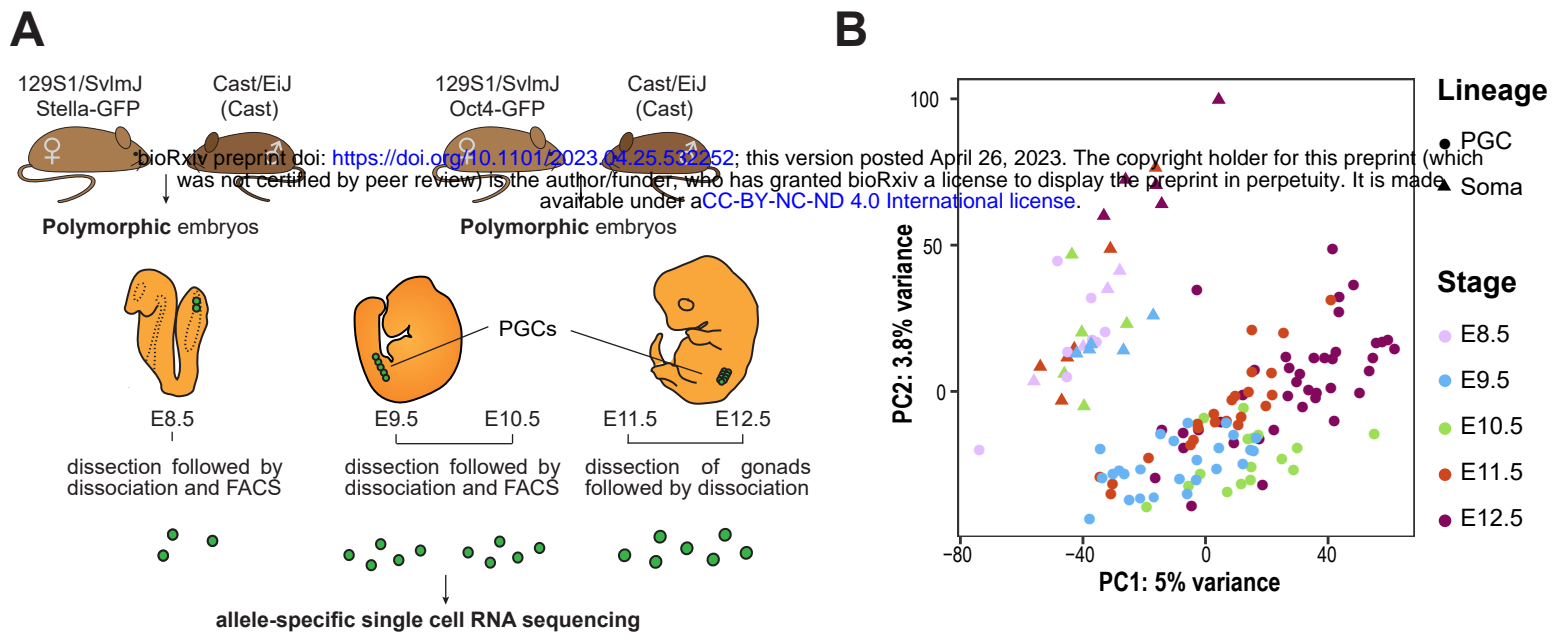 A
B
129S1/SvlmJ
Stella-GFP
Cast/EiJ
(Cast)
129S1/SvlmJ
Oct4-GFP
Cast/EiJ
(Cast)
♀
♂
♀
♂
bioRxiv preprint doi: https://doi.org/10.1101/2023.04.25.532252; this version posted April 26, 2023. The copyright holder for this preprint (which
was not certified by peer review) is the author/funder, who has granted bioRxiv a license to display the preprint in perpetuity. It is made
available under aCC-BY-NC-ND 4.0 International license.
Polymorphic embryos
Polymorphic embryos
PGCs
E8.5
E9.5
E10.5
E11.5
E12.5
dissection followed by
dissociation and FACS
dissection followed by
dissociation and FACS
dissection of gonads
followed by dissociation
allele-specific single cell RNA sequencing
100
50
0
PC2: 3.8% variance
−80
−40
0
40
PC1: 5% variance
Lineage
PGC
Soma
Stage
E8.5
E9.5
E10.5
E11.5
E12.5